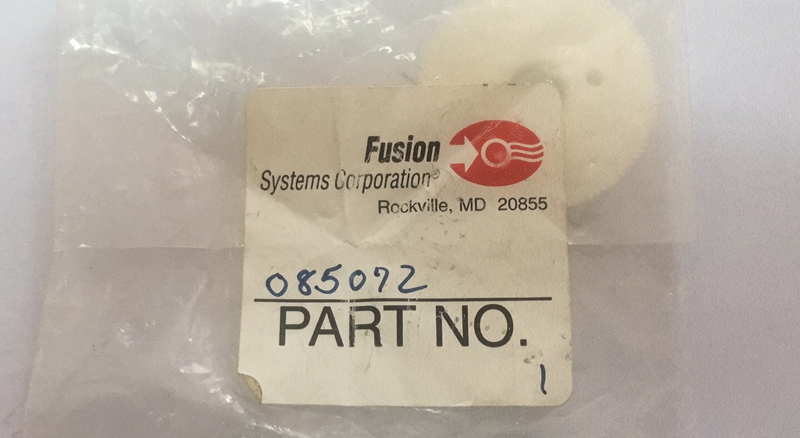 Fusion
Systems Corporation®
Rockville, MD 20855
085072
PART NO.
1